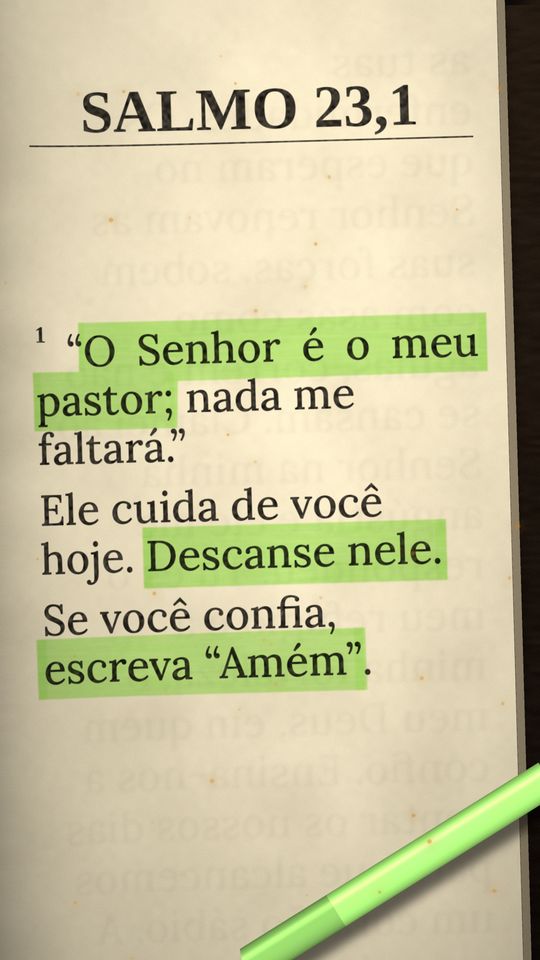 SALMO 23,1
1 “O Senhor é o meu
pastor; nada me
faltará.”
Ele cuida de você
hoje. Descanse nele.
Se você confia,
escreva “Amém”.